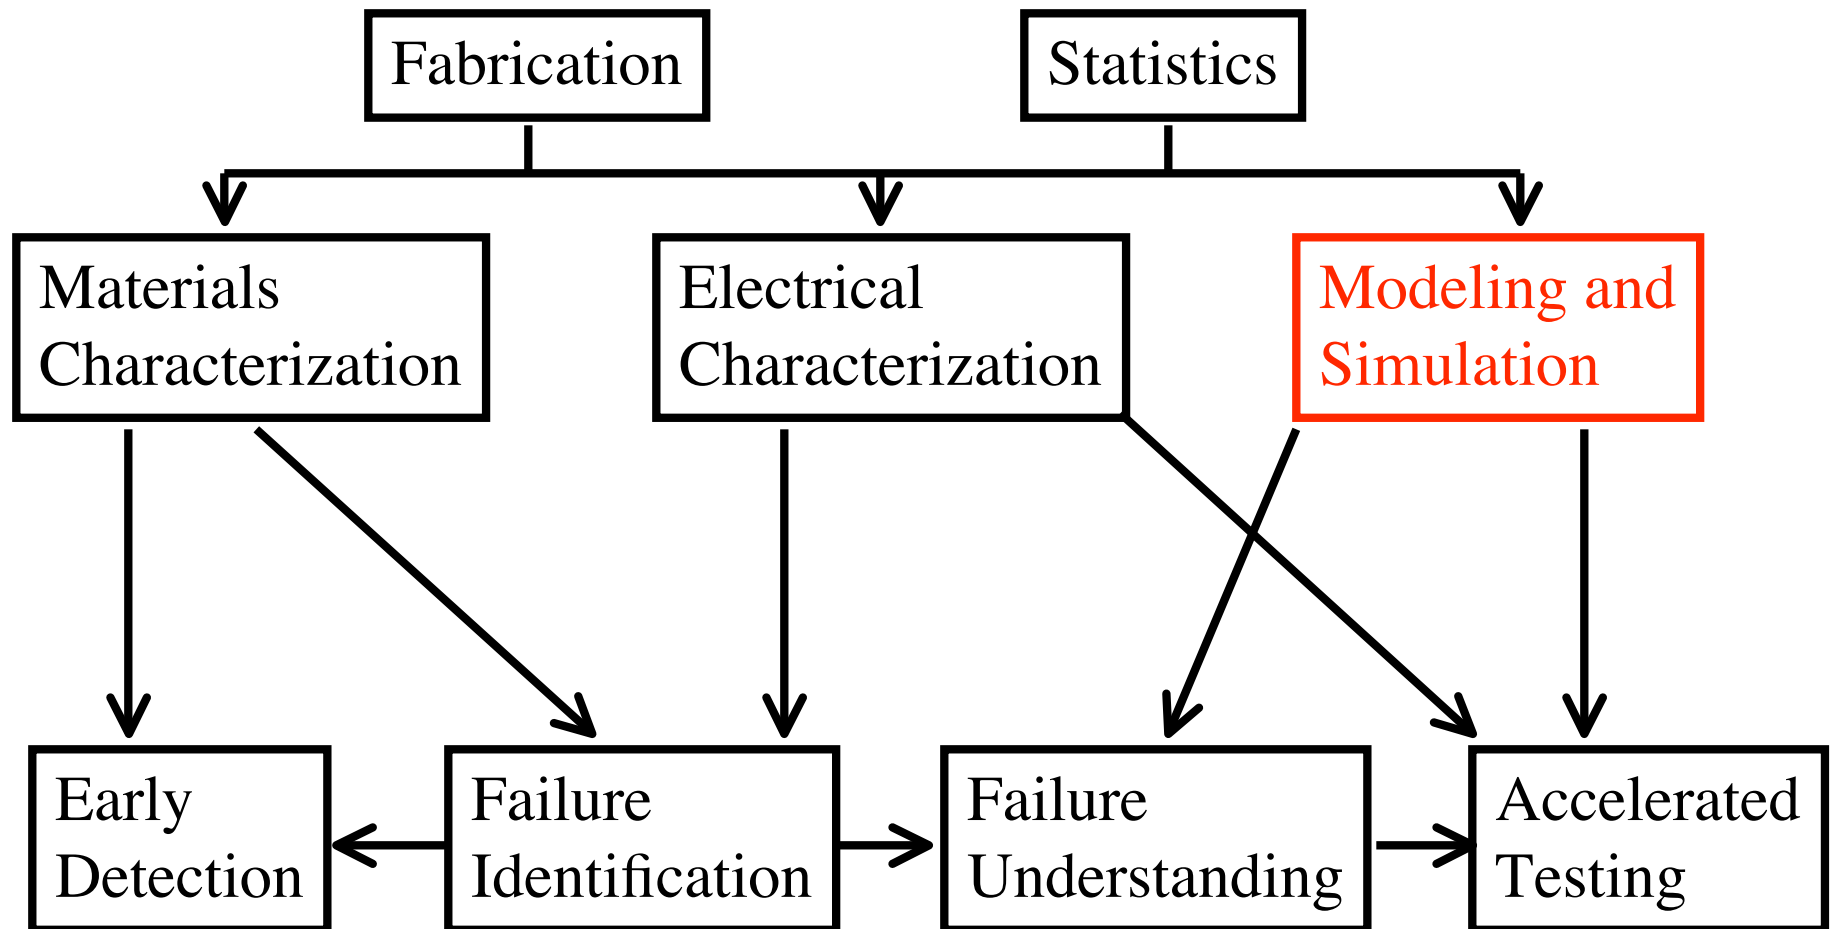 Fabrication
Statistics
Materials
Characterization
Electrical
Characterization
Modeling and
Simulation
Early
Detection
Failure
Identification
Failure
Understanding
Accelerated
Testing